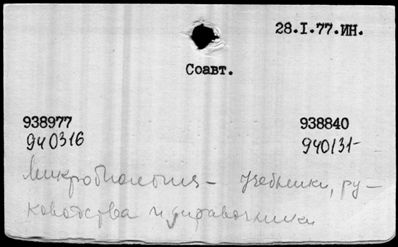 28.I.77.ИН.
Соавт.
938977 938840
940316 940131-
Микробиология - Учебники, ру-
ководства и справочники